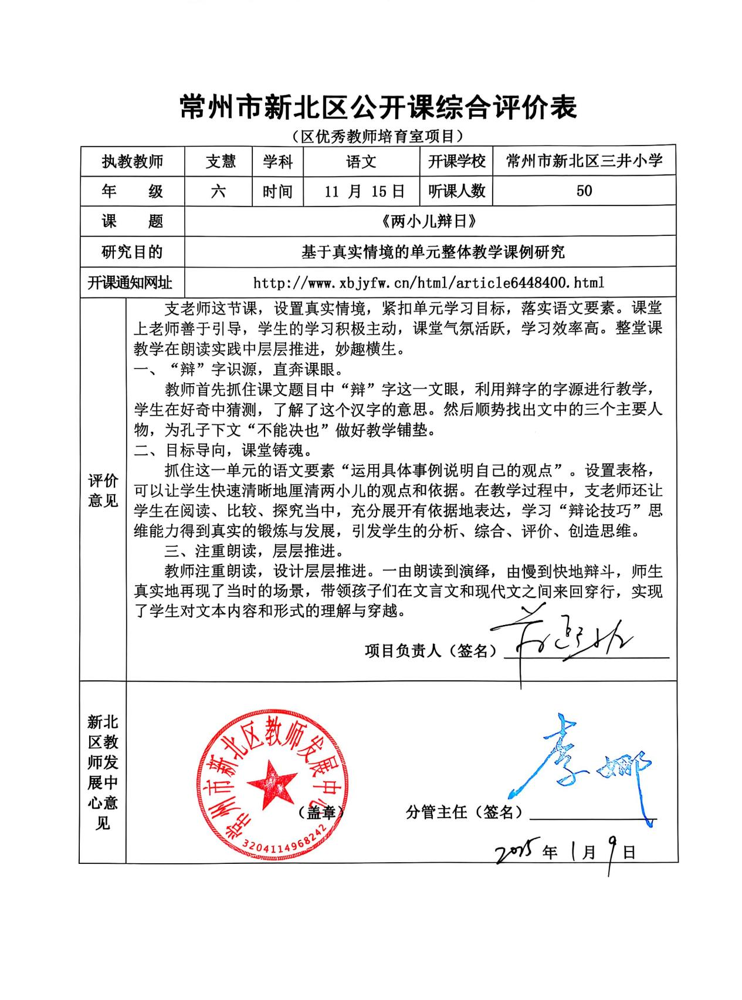 常州市新北区公开课综合评价表
（区优秀教师培育室项目）
执教教师 支慧 学科 语文 开课学校 常州市新北区三井小学
年 级 六 时间 11 月 15 日 听课人数 50
课 题 《两小儿辩日》
研究目的 基于真实情境的单元整体教学课例研究
开课通知网址 http://www.xbjyfw.cn/html/article6448400.html
评价
意见
支老师这节课，设置真实情境，紧扣单元学习目标，落实语文要素。课堂
上老师善于引导，学生的学习积极主动，课堂气氛活跃，学习效率高。整堂课
教学在朗读实践中层层推进，妙趣横生。
一、“辩”字识源，直奔课眼。
教师首先抓住课文题目中“辩”字这一文眼，利用辩字的字源进行教学，
学生在好奇中猜测，了解了这个汉字的意思。然后顺势找出文中的三个主要人
物，为孔子下文“不能决也”做好教学铺垫。
二、目标导向，课堂铸魂。
抓住这一单元的语文要素“运用具体事例说明自己的观点”。设置表格，
可以让学生快速清晰地厘清两小儿的观点和依据。在教学过程中，支老师还让
学生在阅读、比较、探究当中，充分展开有依据地表达，学习“辩论技巧”思
维能力得到真实的锻炼与发展，引发学生的分析、综合、评价、创造思维。
三、注重朗读，层层推进。
教师注重朗读，设计层层推进。一由朗读到演绎，由慢到快地辩斗，师生
真实地再现了当时的场景，带领孩子们在文言文和现代文之间来回穿行，实现
了学生对文本内容和形式的理解与穿越。
项目负责人（签名）
新北
区教
师发
展中
心意
见
常州市新北区教师发展中心
3204114968242
（盖章）
分管主任（签名） 李娜
2025 年 1 月 9 日